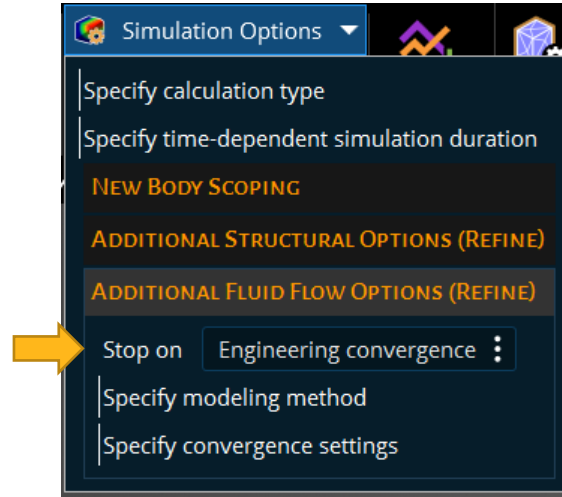 Simulation Options
Specify calculation type
Specify time-dependent simulation duration
New Body Scoping
Additional Structural Options (Refine)
Additional Fluid Flow Options (Refine)
Stop on Engineering convergence
Specify modeling method
Specify convergence settings